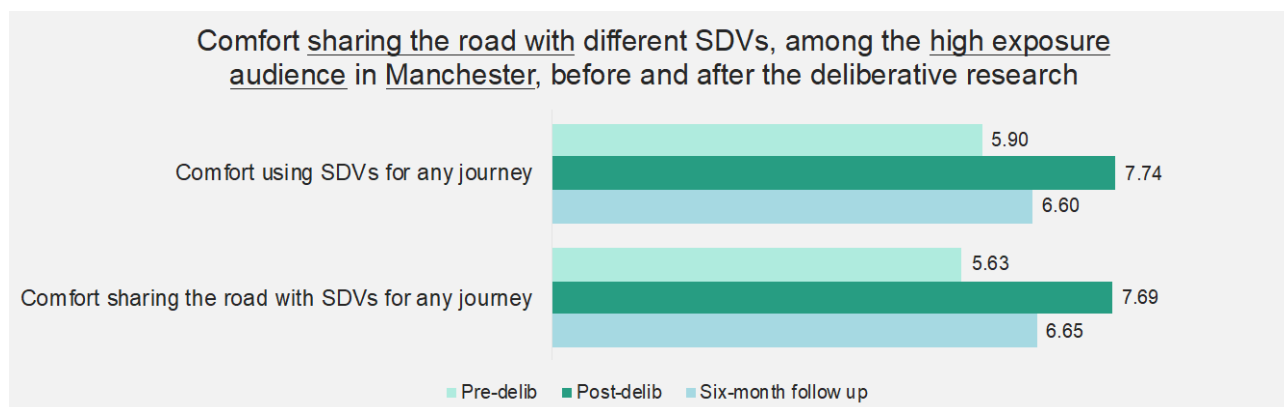 Comfort sharing the road with different SDVs, among the high exposure
audience in Manchester, before and after the deliberative research
5.90
Comfort using SDVs for any journey
7.74
6.60
5.63
Comfort sharing the road with SDVs for any journey
7.69
6.65
Pre-delib Post-delib Six-month follow up